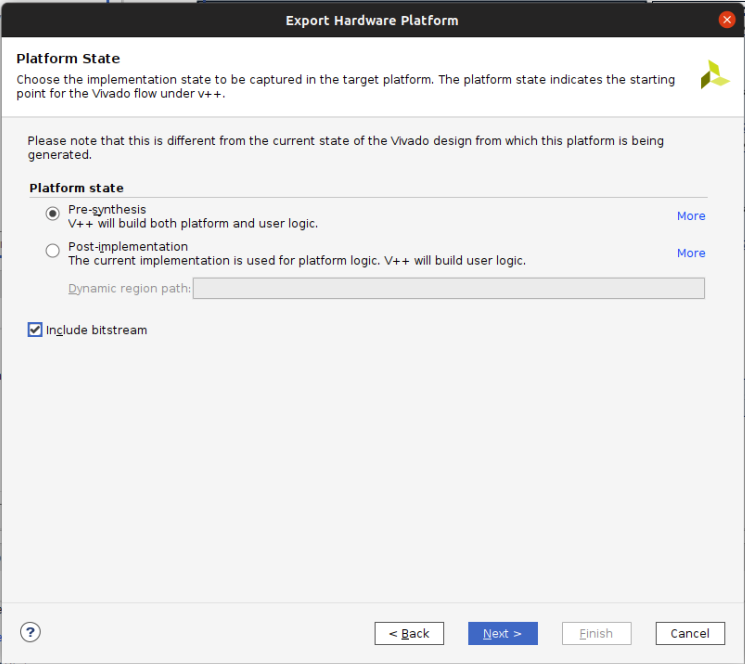 Export Hardware Platform
Platform State
Choose the implementation state to be captured in the target platform. The platform state indicates the starting
point for the Vivado flow under v++.
Please note that this is different from the current state of the Vivado design from which this platform is being
generated.
Platform state
Pre-synthesis
V++ will build both platform and user logic.
More
Post-implementation
The current implementation is used for platform logic. V++ will build user logic.
More
Dynamic region path:
Include bitstream
?
< Back
Next >
Finish
Cancel